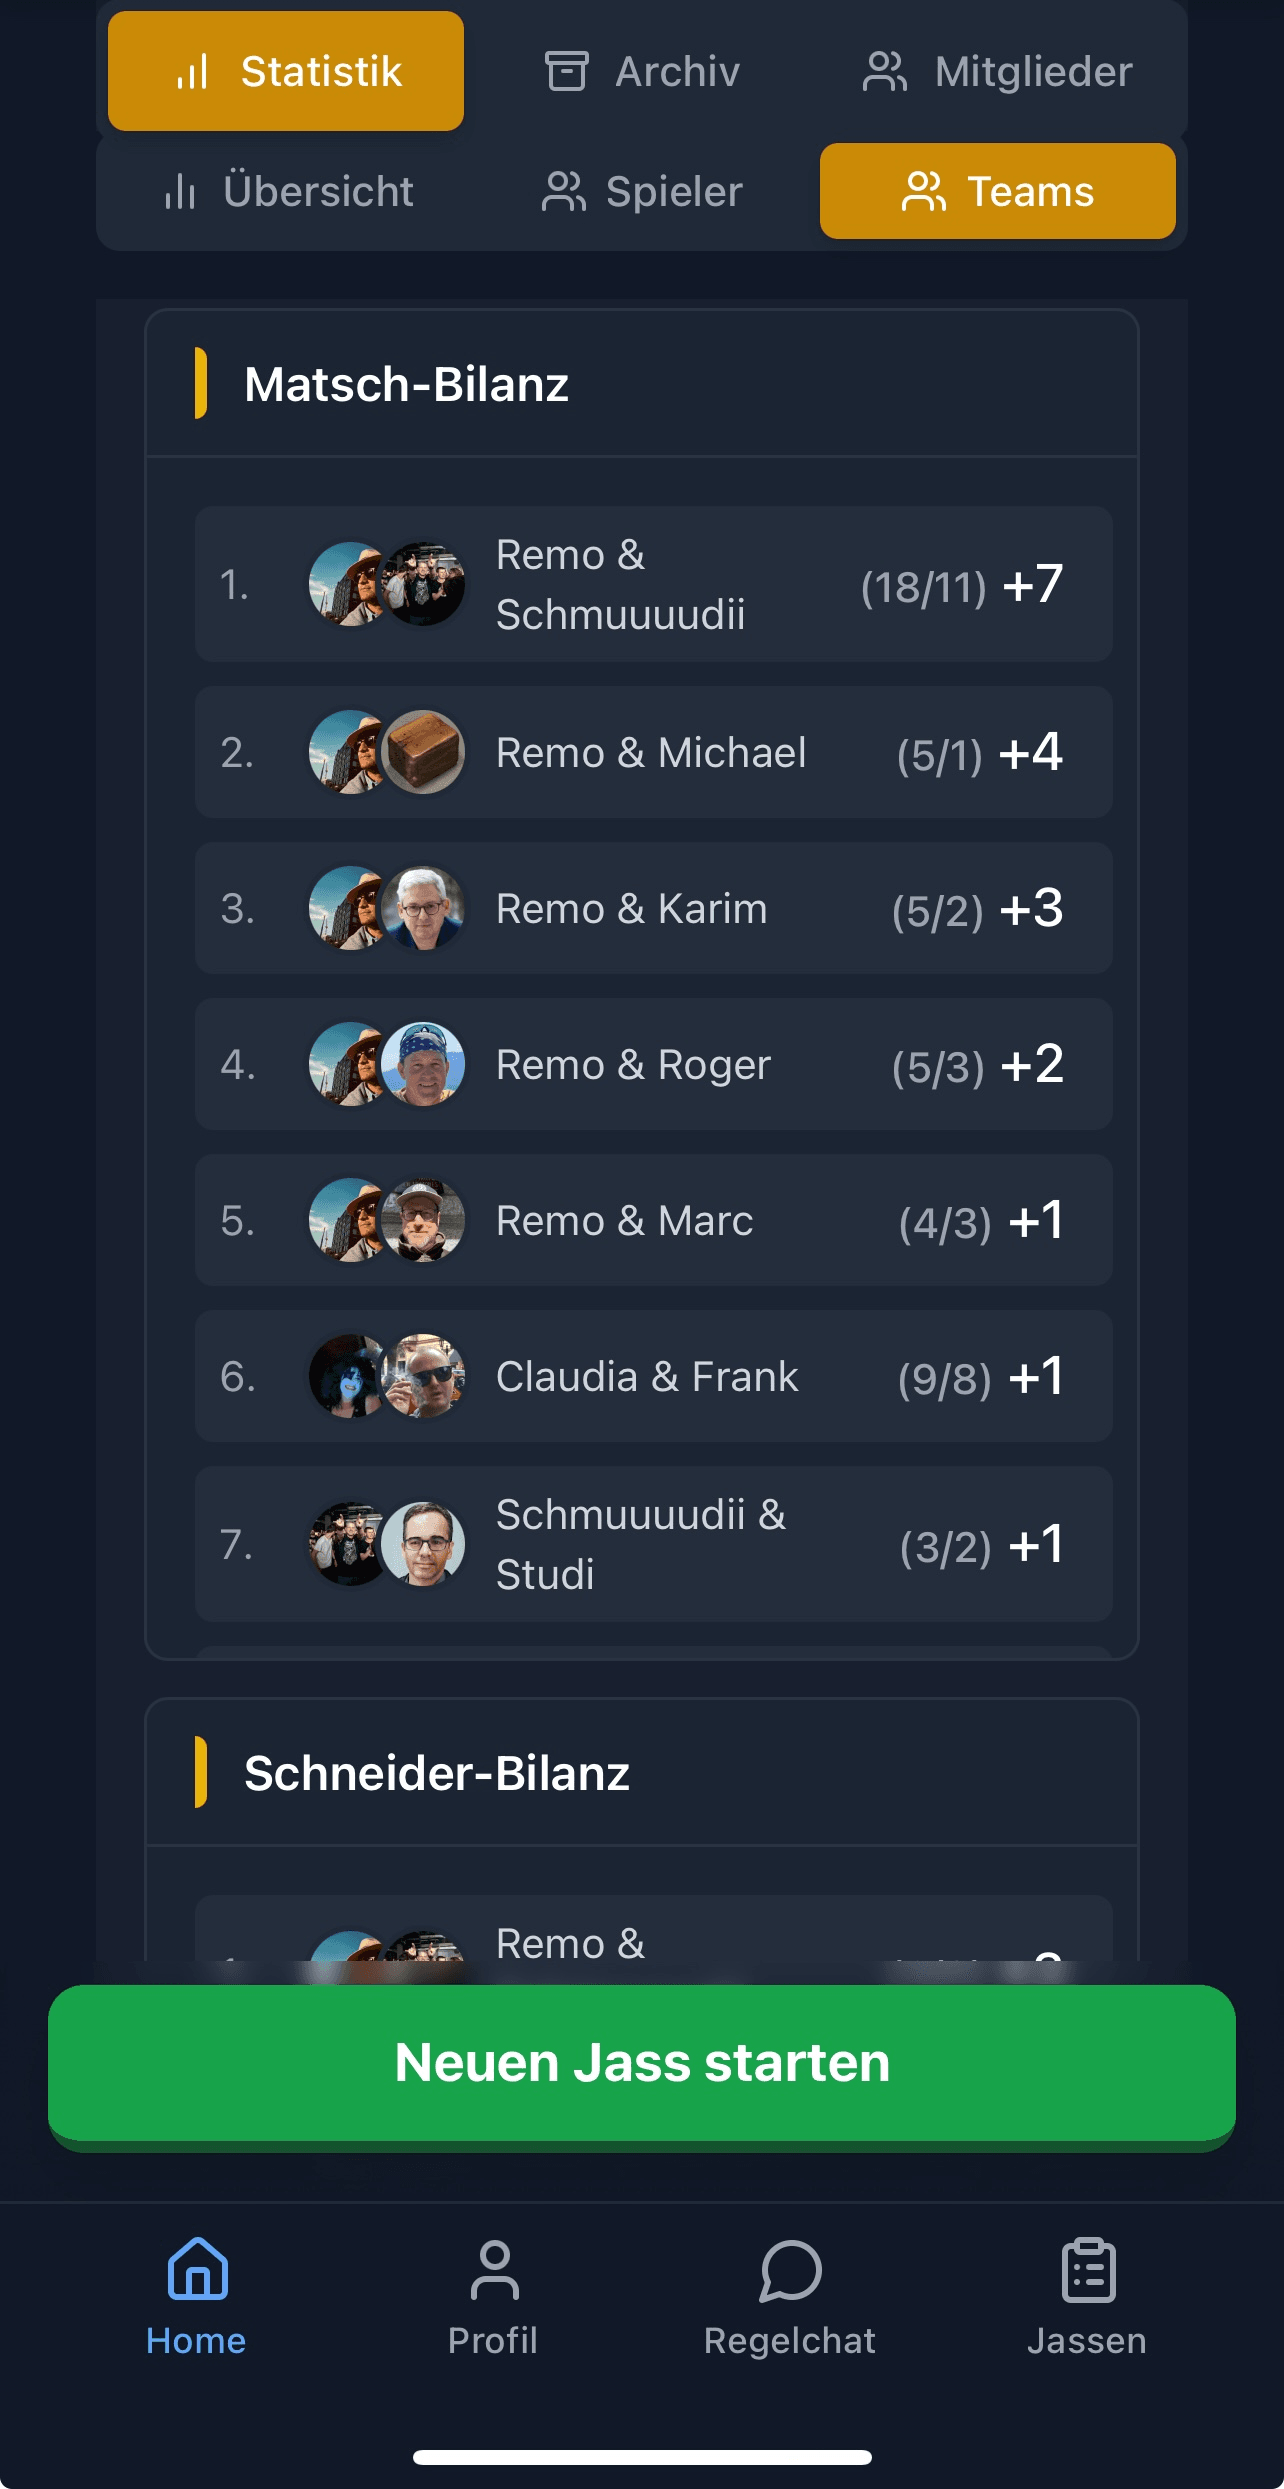 Statistik
Archiv
Mitglieder
Übersicht
Spieler
Teams
Matsch-Bilanz
1.
Remo &
Schmuuuudii
(18/11) +7
2.
Remo & Michael
(5/1) +4
3.
Remo & Karim
(5/2) +3
4.
Remo & Roger
(5/3) +2
5.
Remo & Marc
(4/3) +1
6.
Claudia & Frank
(9/8) +1
7.
Schmuuuudii &
Studi
(3/2) +1
Schneider-Bilanz
Remo &
Neuen Jass starten
Home
Profil
Regelchat
Jassen